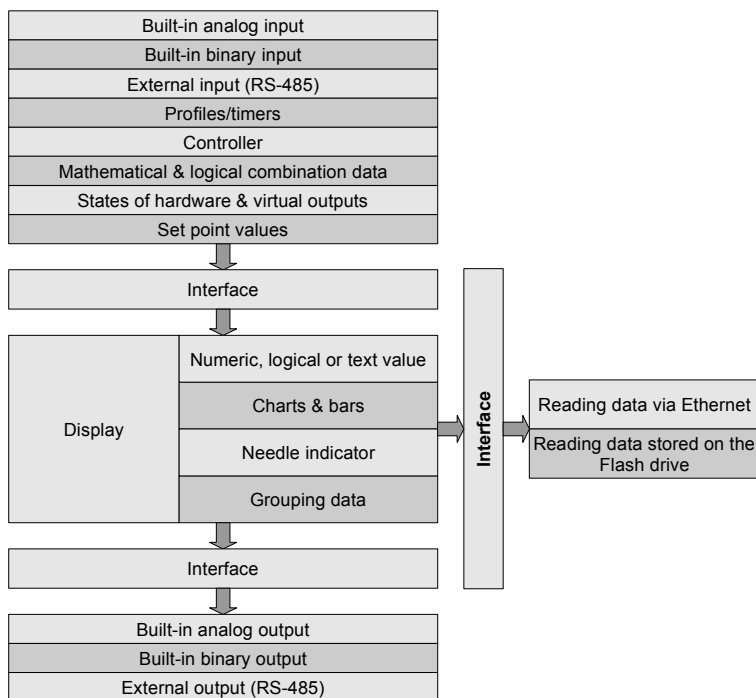 Built-in analog input
Built-in binary input
External input (RS-485)
Profiles/timers
Controller
Mathematical & logical combination data
States of hardware & virtual outputs
Set point values
Interface
Display
Numeric, logical or text value
Charts & bars
Needle indicator
Grouping data
Interface
Reading data via Ethernet
Reading data stored on the
Flash drive
Interface
Built-in analog output
Built-in binary output
External output (RS-485)